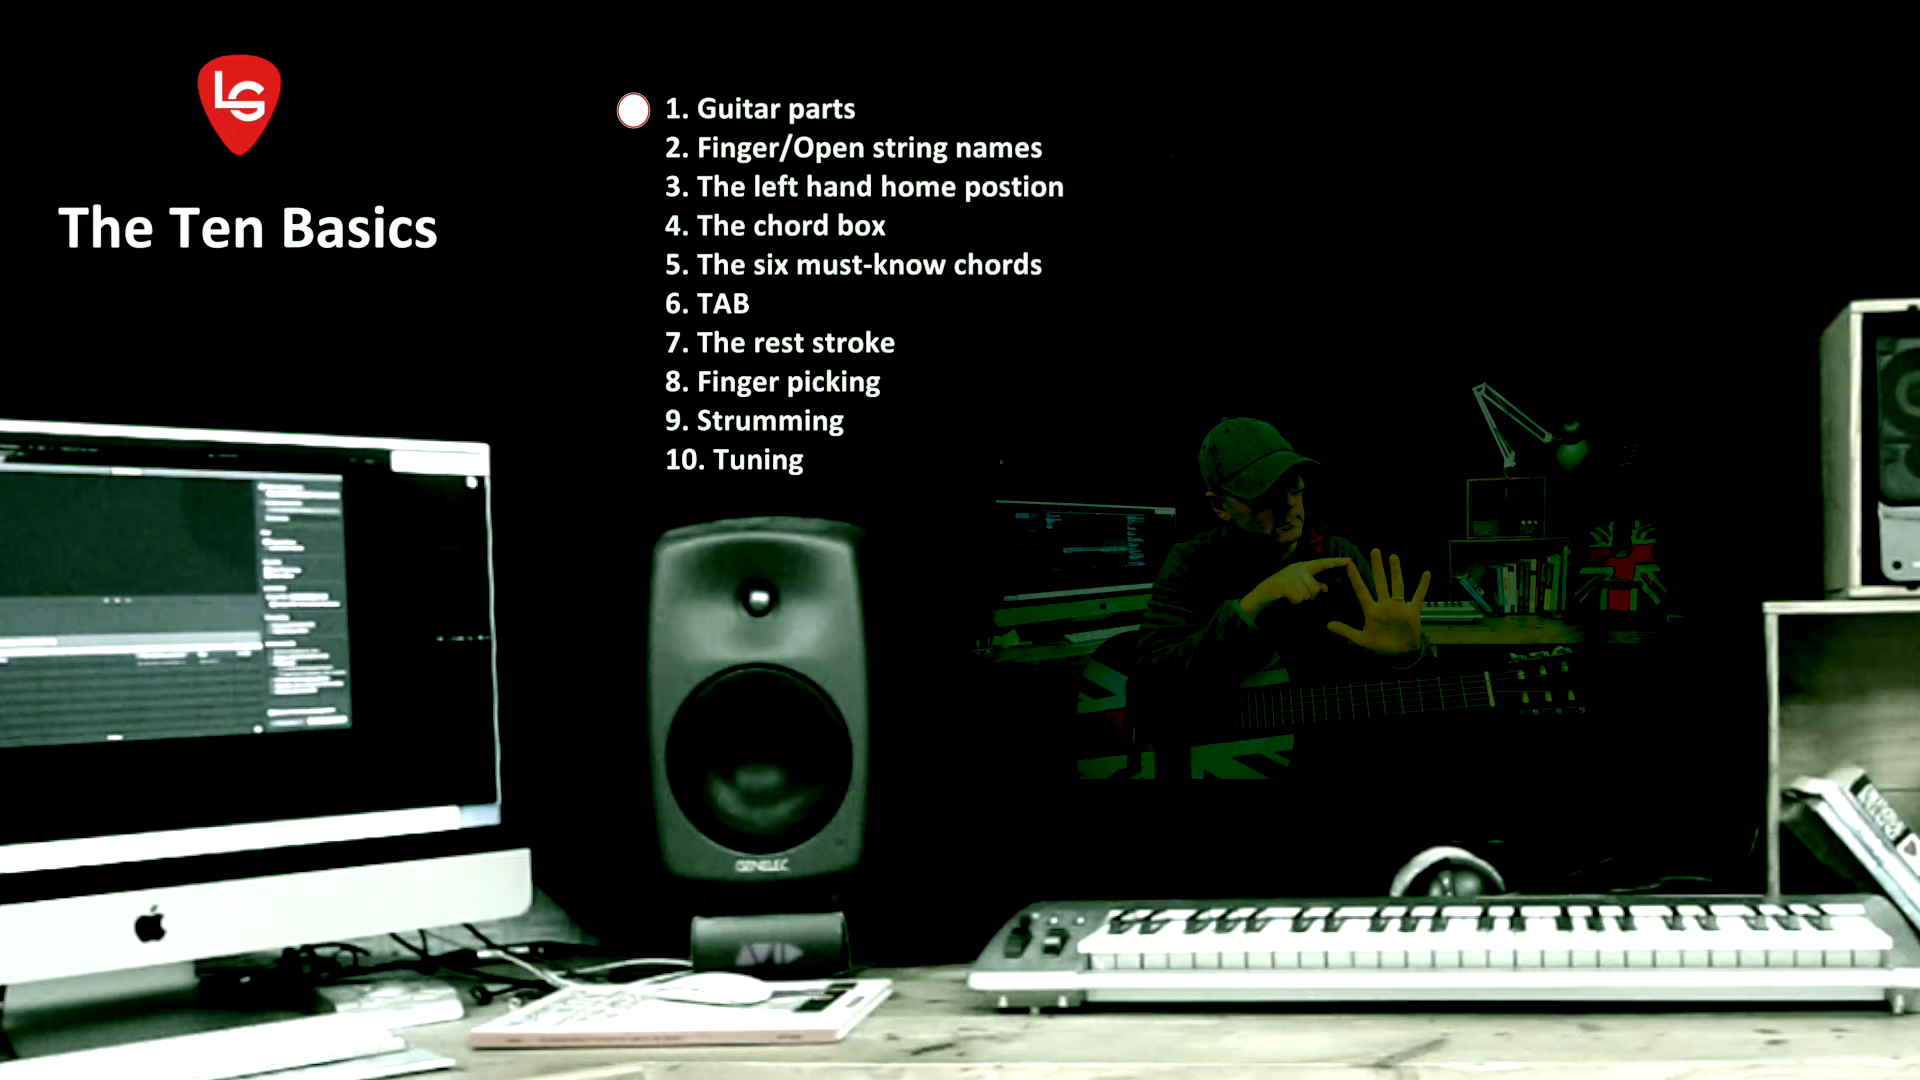 LG
The Ten Basics
1. Guitar parts
2. Finger/Open string names
3. The left hand home postion
4. The chord box
5. The six must-know chords
6. TAB
7. The rest stroke
8. Finger picking
9. Strumming
10. Tuning
GENELEC
AVID